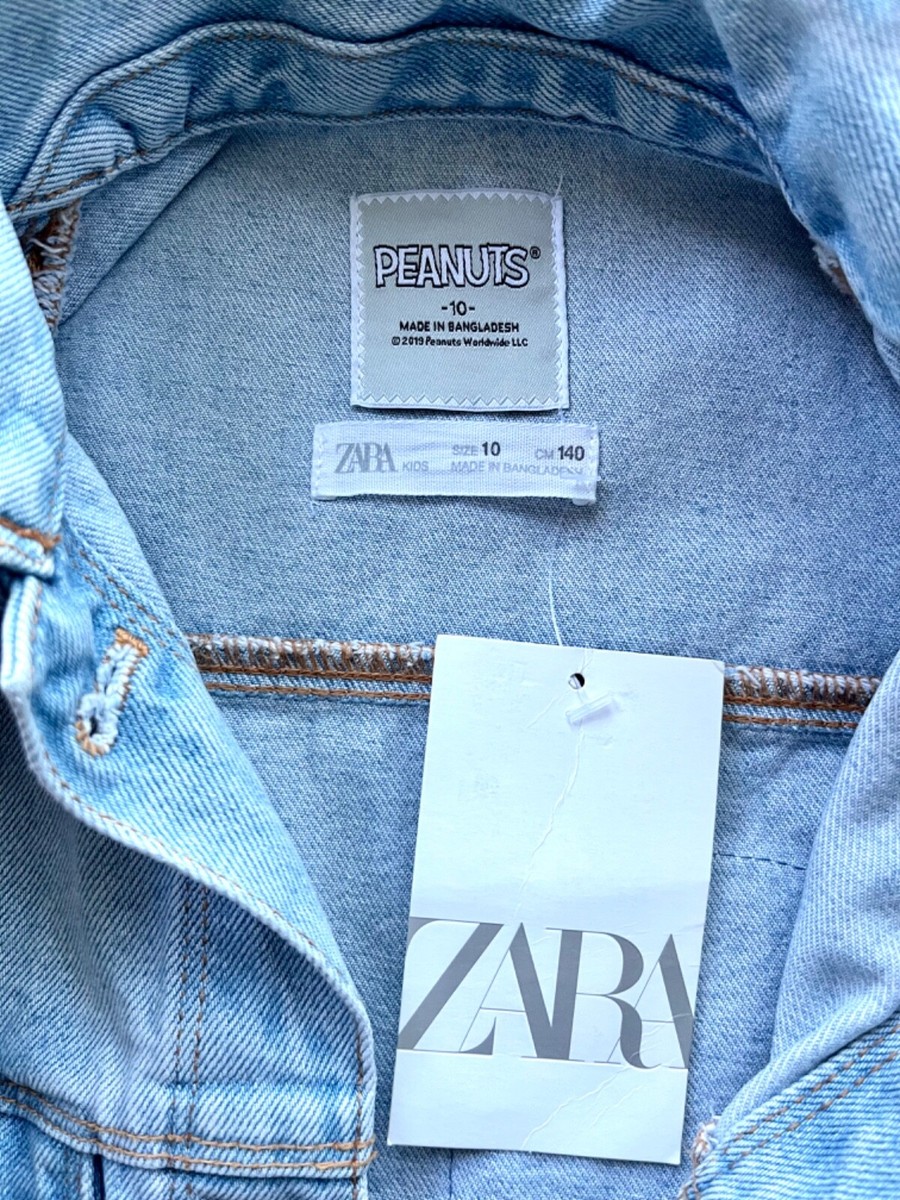 PEANUTS®
-10-
MADE IN BANGLADESH
© 2019 Peanuts Worldwide LLC
ZARA KIDS SIZE 10 CM 140
MADE IN BANGLADESH
ZARA